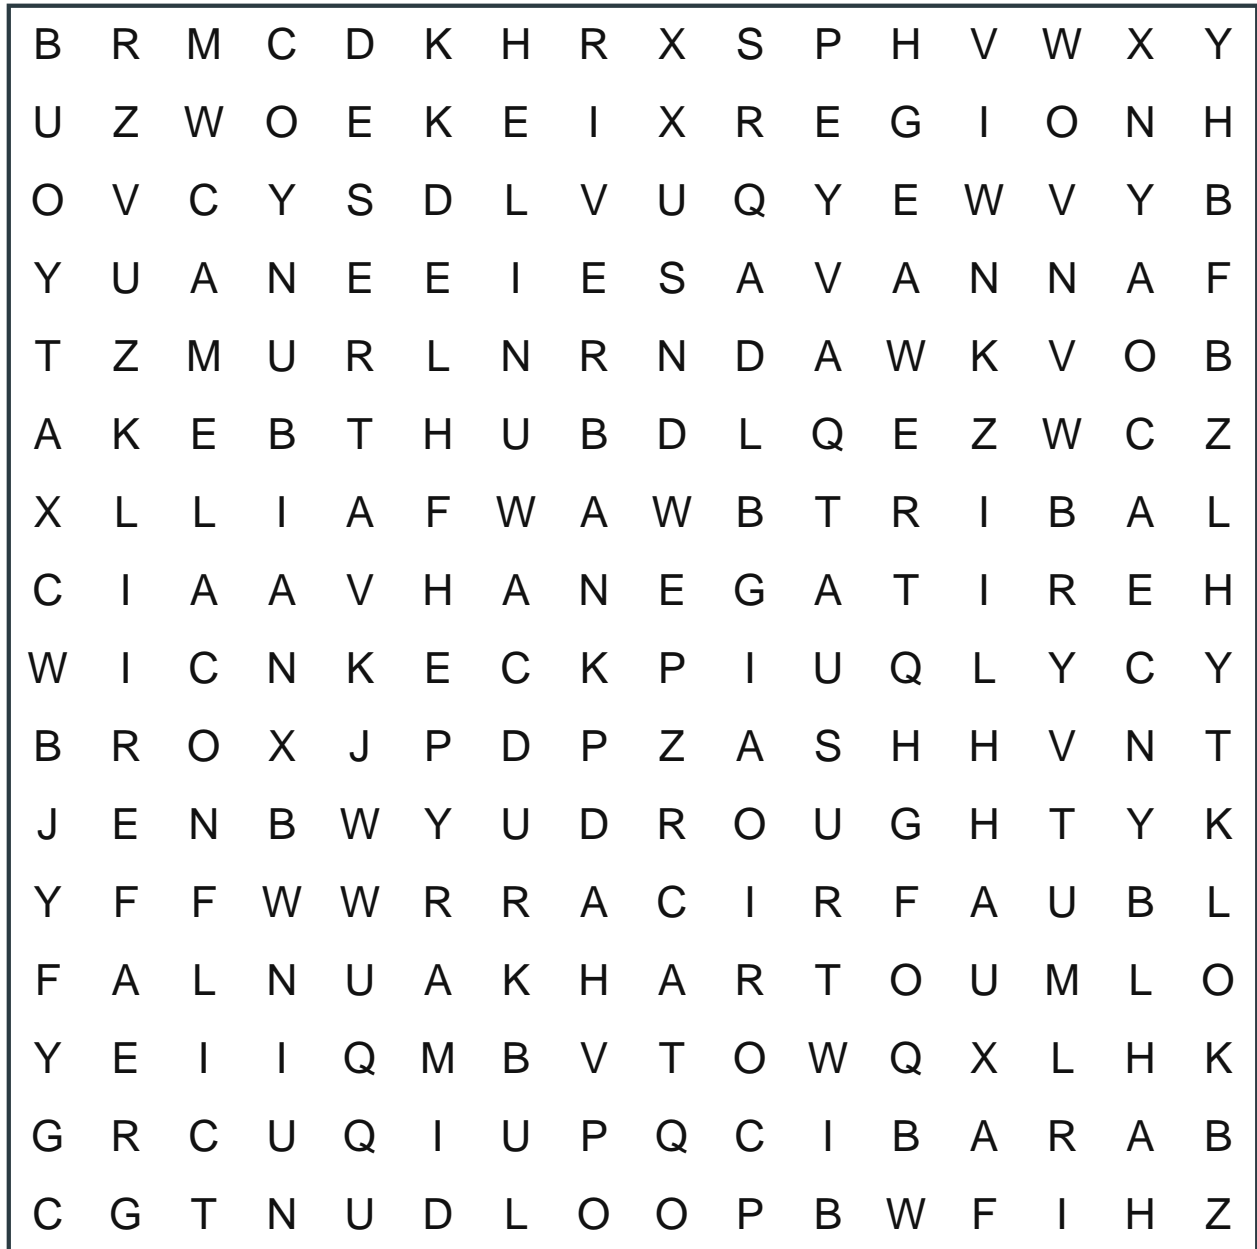 B R M C D K H R X S P H V W X Y
U Z W O E K E I X R E G I O N H
O V C Y S D L V U Q Y E W V Y B
Y U A N E E I E S A V A N N A F
T Z M U R L N R N D A W K V O B
A K E B T H U B D L Q E Z W C Z
X L L I A F W A W B T R I B A L
C I A A V H A N E G A T I R E H
W I C N K E C K P I U Q L Y C Y
B R O X J P D P Z A S H H V N T
J E N B W Y U D R O U G H T Y K
Y F F W W R R A C I R F A U B L
F A L N U A K H A R T O U M L O
Y E I I Q M B V T O W Q X L H K
G R C U Q I U P Q C I B A R A B
C G T N U D L O O P B W F I H Z